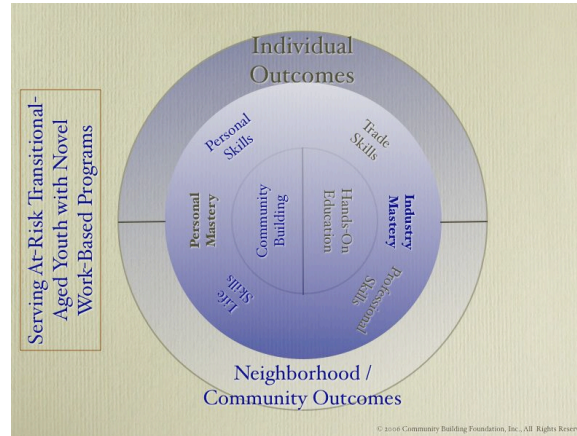 Individual
Outcomes
Serving At-Risk Transitional-
Aged Youth with Novel
Work-Based Programs
Personal
Skills
Trade
Skills
Personal
Mastery
Community
Building
Hands-On
Education
Industry
Mastery
Life
Skills
Professional
Skills
Neighborhood /
Community Outcomes
© 2006 Community Building Foundation, Inc., All Rights Reser